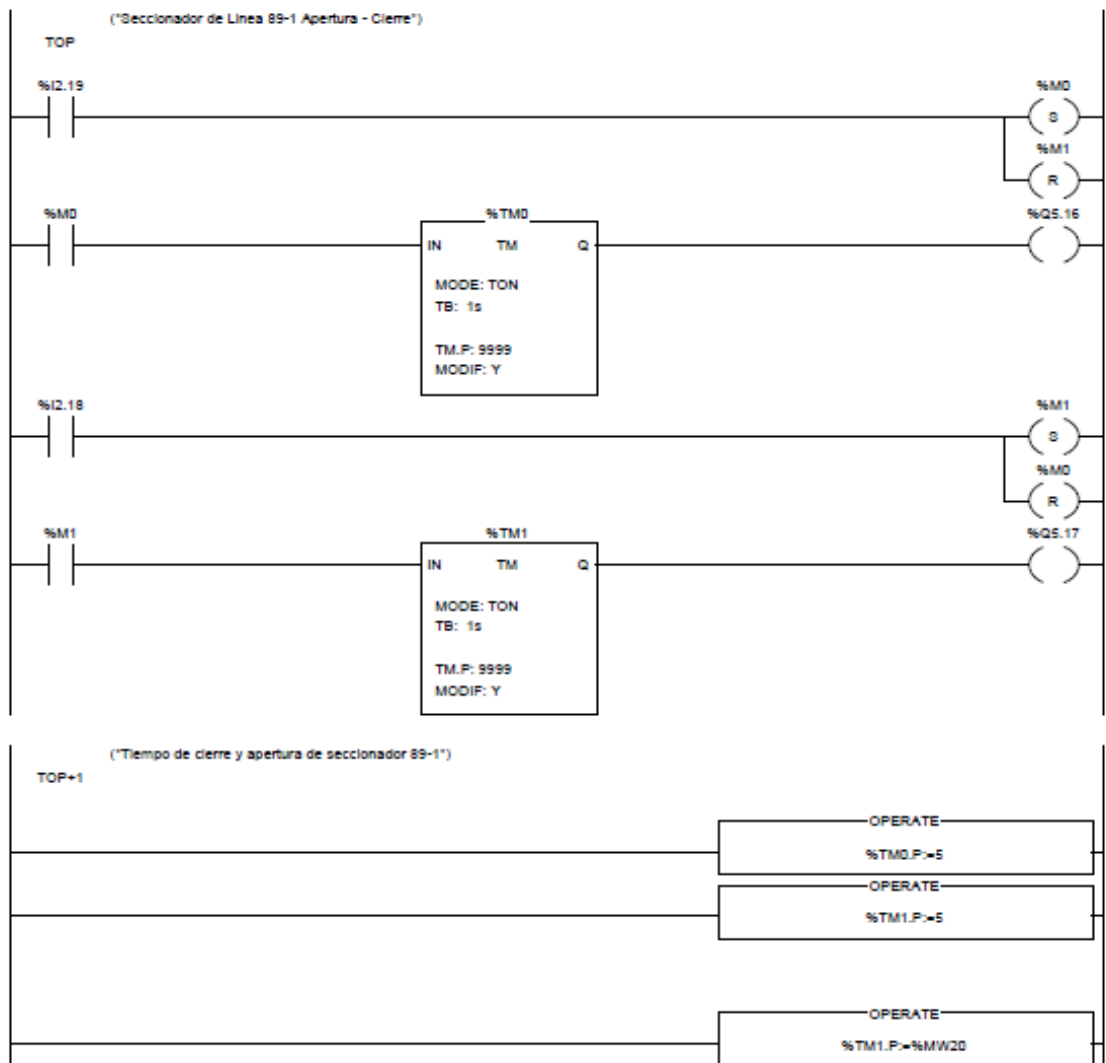 ("Seccionador de Linea 89-1 Apertura - Cierre")
TOP
%I2.19
%M0
S
%M1
R
%M0
%TM0
%Q5.16
IN TM Q
MODE: TON
TB: 1s
TM.P: 9999
MODIF: Y
%I2.18
%M1
S
%M0
R
%M1
%TM1
%Q5.17
IN TM Q
MODE: TON
TB: 1s
TM.P: 9999
MODIF: Y
("Tiempo de cierre y apertura de seccionador 89-1")
TOP+1
OPERATE
%TM0.P:=5
OPERATE
%TM1.P:=5
OPERATE
%TM1.P:=%MW20